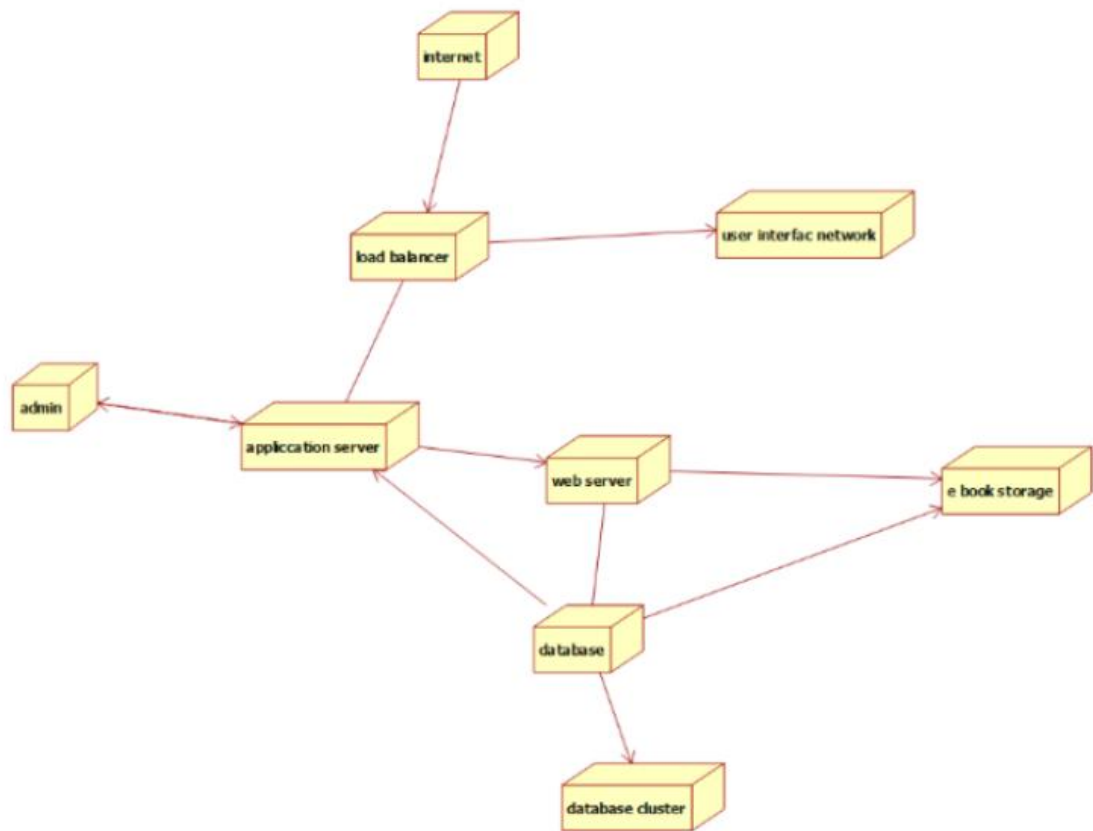 internet
load balancer
user interfac network
admin
appliccation server
web server
e book storage
database
database cluster